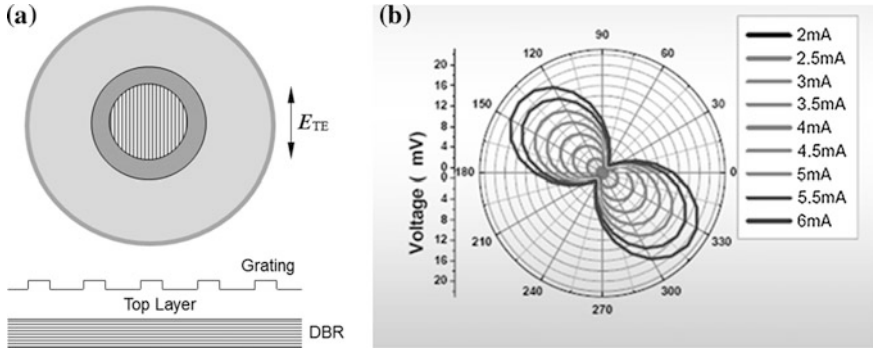 (a)
E TE
Grating
Top Layer
DBR
(b)
Voltage ( mV)
20
16
12
8
4
0
0
4
8
12
16
20
90
60
30
0
330
300
270
240
210
180
150
120
2mA
2.5mA
3mA
3.5mA
4mA
4.5mA
5mA
5.5mA
6mA